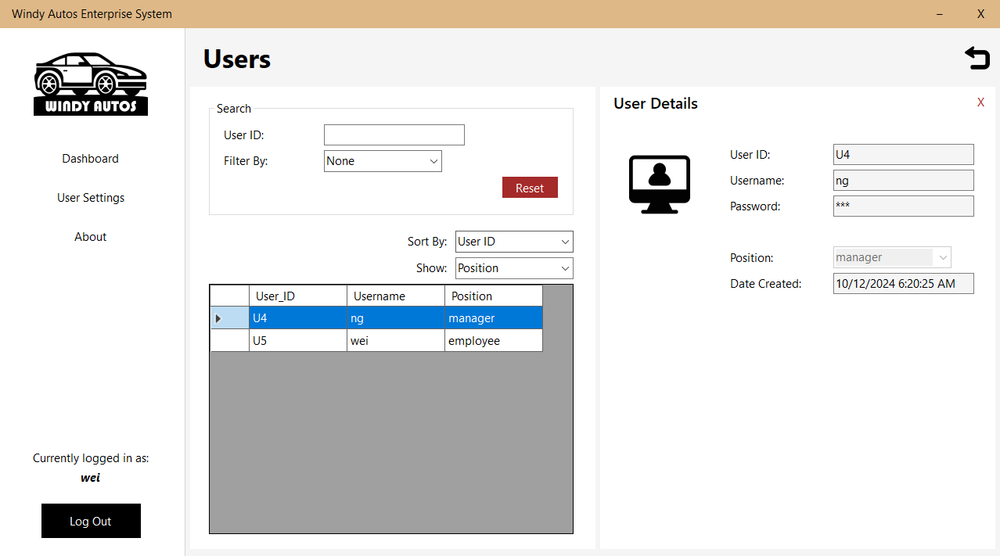 Windy Autos Enterprise System
– X
WINDY AUTOS
Dashboard
User Settings
About
Currently logged in as:
wei
Log Out
Users
Search
User ID:
Filter By: None
Reset
Sort By: User ID
Show: Position
User_ID Username Position
U4 ng manager
U5 wei employee
User Details X
User ID: U4
Username: ng
Password: ***
Position: manager
Date Created: 10/12/2024 6:20:25 AM